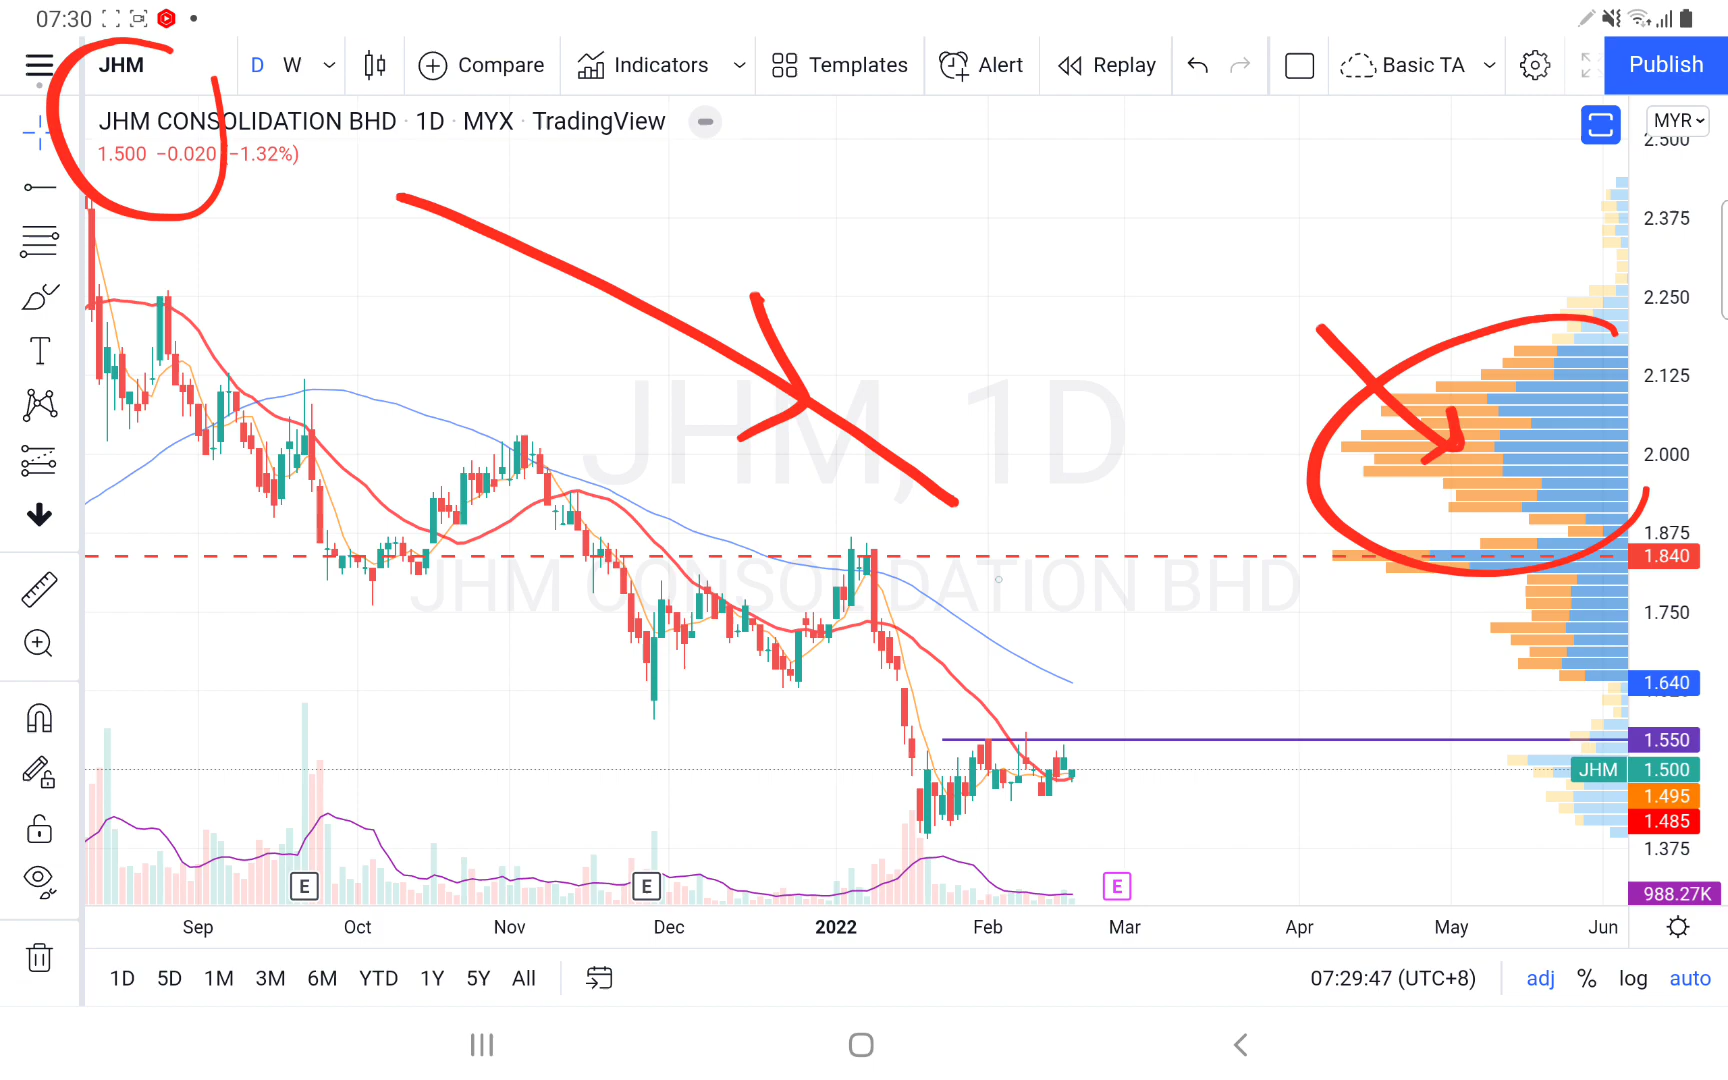 07:30
JHM
D W
Compare
Indicators
Templates
Alert
Replay
Basic TA
Publish
JHM CONSOLIDATION BHD · 1D · MYX · TradingView
1.500 −0.020 (−1.32%)
MYR
2.500
2.375
2.250
2.125
2.000
1.875
1.840
1.750
1.640
1.550
JHM 1.500
1.495
1.485
1.375
988.27K
JHM, 1D
JHM CONSOLIDATION BHD
T
E
E
E
Sep Oct Nov Dec 2022 Feb Mar Apr May Jun
1D 5D 1M 3M 6M YTD 1Y 5Y All
07:29:47 (UTC+8)
adj % log auto